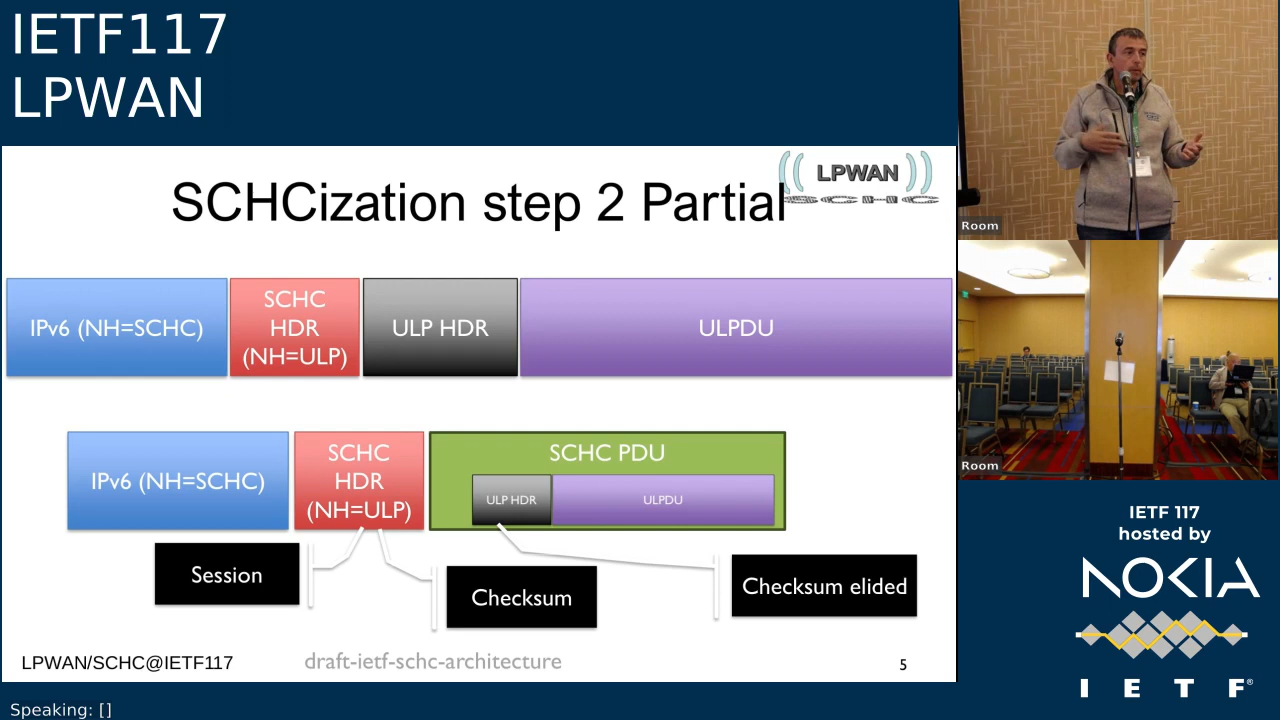 IETF117
LPWAN
LPWAN
SCHC
SCHCization step 2 Partial
IPv6 (NH=SCHC)
SCHC
HDR
(NH=ULP)
ULP HDR
ULPDU
IPv6 (NH=SCHC)
SCHC
HDR
(NH=ULP)
SCHC PDU
ULP HDR
ULPDU
Session
Checksum
Checksum elided
LPWAN/SCHC@IETF117
draft-ietf-schc-architecture
5
Room
Room
IETF 117
hosted by
NOKIA
I E T F®
Speaking: []